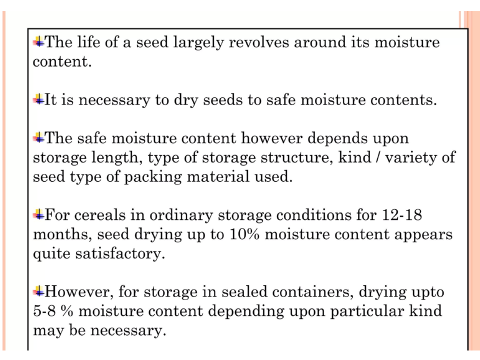 The life of a seed largely revolves around its moisture
content.
It is necessary to dry seeds to safe moisture contents.
The safe moisture content however depends upon
storage length, type of storage structure, kind / variety of
seed type of packing material used.
For cereals in ordinary storage conditions for 12-18
months, seed drying up to 10% moisture content appears
quite satisfactory.
However, for storage in sealed containers, drying upto
5-8 % moisture content depending upon particular kind
may be necessary.